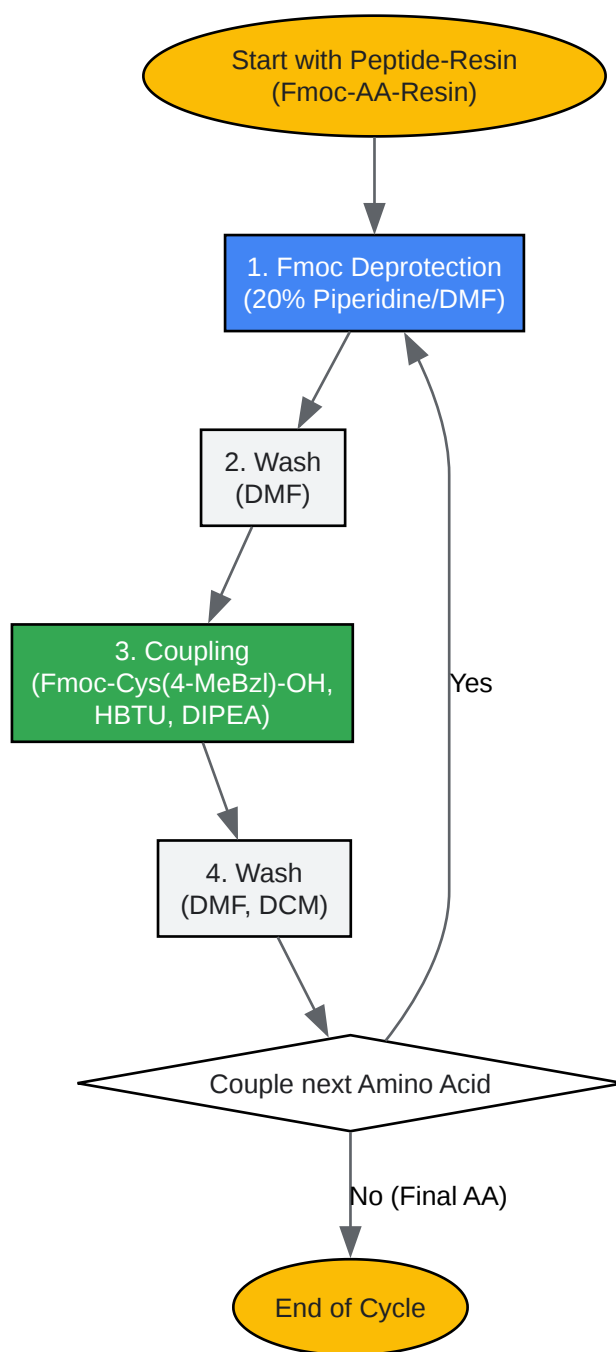 Start with Peptide-Resin
(Fmoc-AA-Resin)
1. Fmoc Deprotection
(20% Piperidine/DMF)
2. Wash
(DMF)
3. Coupling
(Fmoc-Cys(4-MeBzl)-OH,
HBTU, DIPEA)
Yes
4. Wash
(DMF, DCM)
Couple next Amino Acid
No (Final AA)
End of Cycle